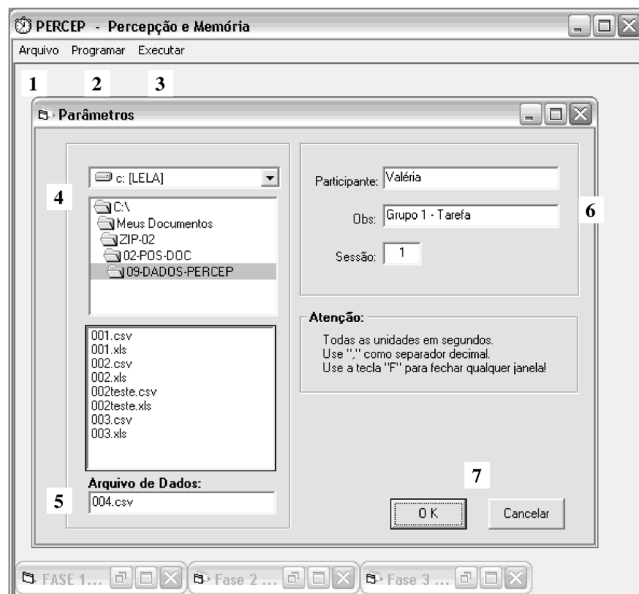 PERCEP - Percepção e Memória
Arquivo Programar Executar
1 2 3
Parâmetros
4
c: [LELA]
C:\
Meus Documentos
ZIP-02
02-POS-DOC
09-DADOS-PERCEP
001.csv
001.xls
002.csv
002.xls
002teste.csv
002teste.xls
003.csv
003.xls
Arquivo de Dados:
5
004.csv
Participante: Valéria
Obs: Grupo 1 - Tarefa
6
Sessão: 1
Atenção:
Todas as unidades em segundos.
Use "," como separador decimal.
Use a tecla "F" para fechar qualquer janela!
7
O K Cancelar
FASE 1... Fase 2 ... Fase 3 ...